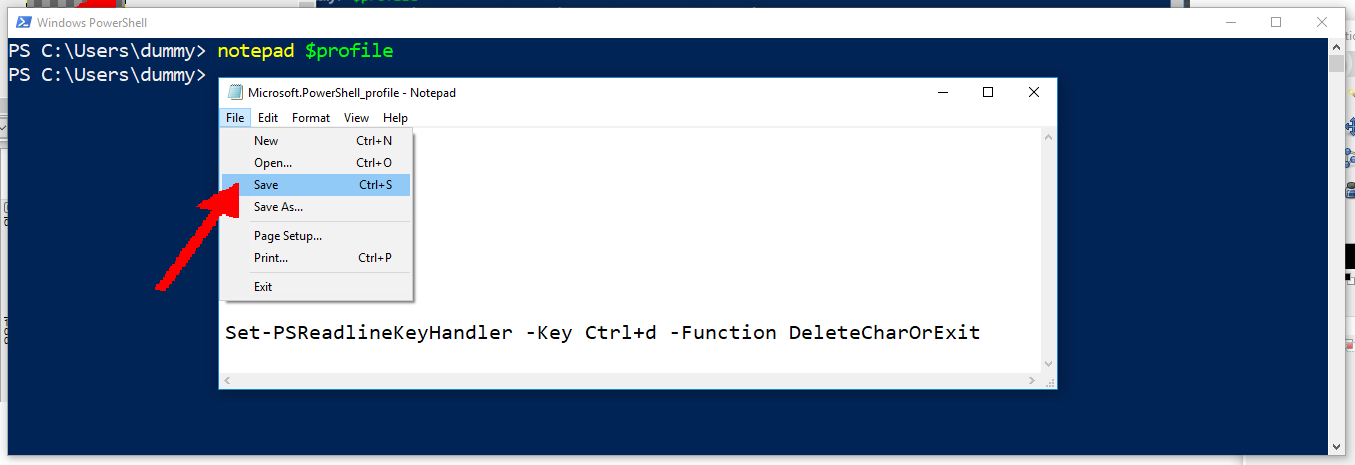 Windows PowerShell
PS C:\Users\dummy> notepad $profile
PS C:\Users\dummy>
Microsoft.PowerShell_profile - Notepad
File Edit Format View Help
New Ctrl+N
Open... Ctrl+O
Save Ctrl+S
Save As...
Page Setup...
Print... Ctrl+P
Exit
Set-PSReadlineKeyHandler -Key Ctrl+d -Function DeleteCharOrExit